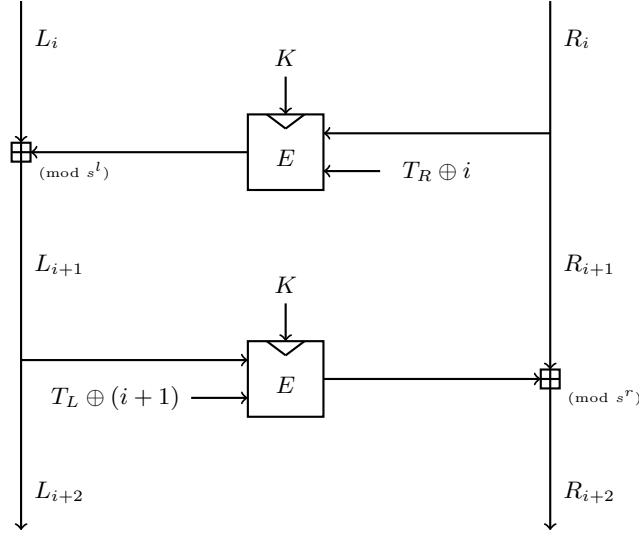 L_i
R_i
K
E
T_R ⊕ i
(mod s^l)
L_{i+1}
R_{i+1}
K
E
T_L ⊕ (i + 1)
(mod s^r)
L_{i+2}
R_{i+2}